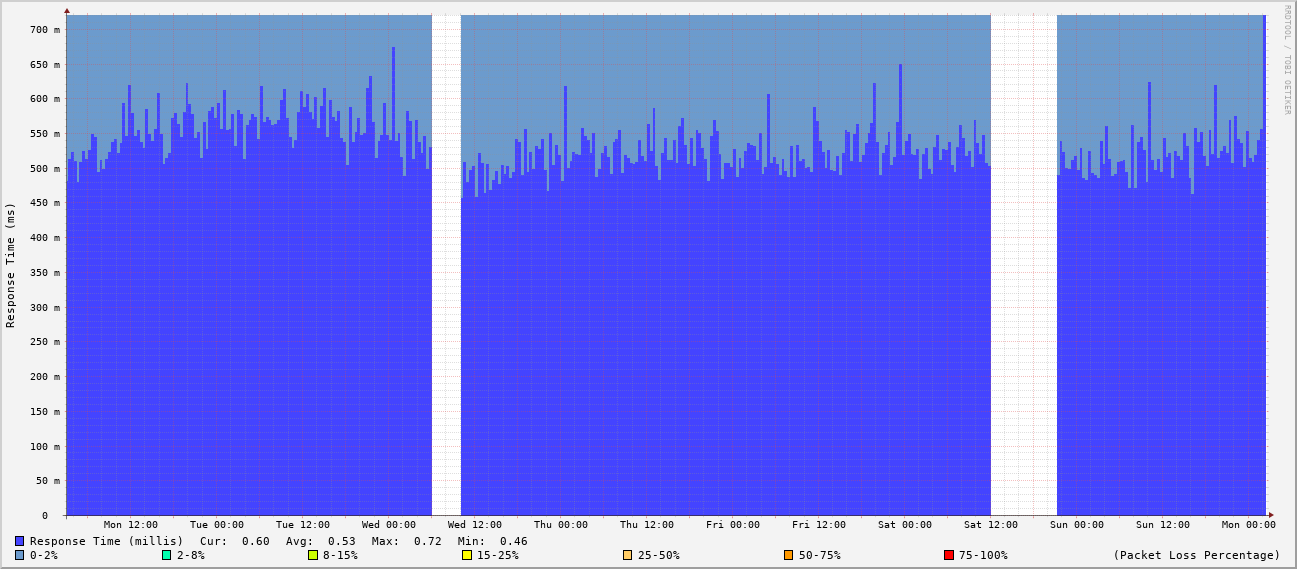 RRDTOOL / TOBI OETIKER
Response Time (ms)
700 m
650 m
600 m
550 m
500 m
450 m
400 m
350 m
300 m
250 m
200 m
150 m
100 m
50 m
0
Mon 12:00 Tue 00:00 Tue 12:00 Wed 00:00 Wed 12:00 Thu 00:00 Thu 12:00 Fri 00:00 Fri 12:00 Sat 00:00 Sat 12:00 Sun 00:00 Sun 12:00 Mon 00:00
Response Time (millis) Cur: 0.60 Avg: 0.53 Max: 0.72 Min: 0.46
0-2% 2-8% 8-15% 15-25% 25-50% 50-75% 75-100% (Packet Loss Percentage)